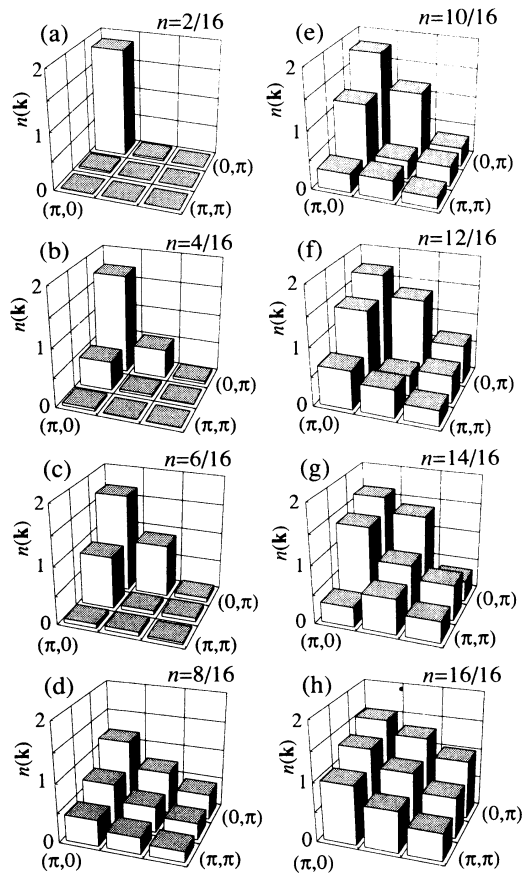 (a) n=2/16
2
1
0
n(k)
(π,0)
(π,π)
(0,π)
(b) n=4/16
2
1
0
n(k)
(π,0)
(π,π)
(0,π)
(c) n=6/16
2
1
0
n(k)
(π,0)
(π,π)
(0,π)
(d) n=8/16
2
1
0
n(k)
(π,0)
(π,π)
(0,π)
(e) n=10/16
2
1
0
n(k)
(π,0)
(π,π)
(0,π)
(f) n=12/16
2
1
0
n(k)
(π,0)
(π,π)
(0,π)
(g) n=14/16
2
1
0
n(k)
(π,0)
(π,π)
(0,π)
(h) n=16/16
2
1
0
n(k)
(π,0)
(π,π)
(0,π)